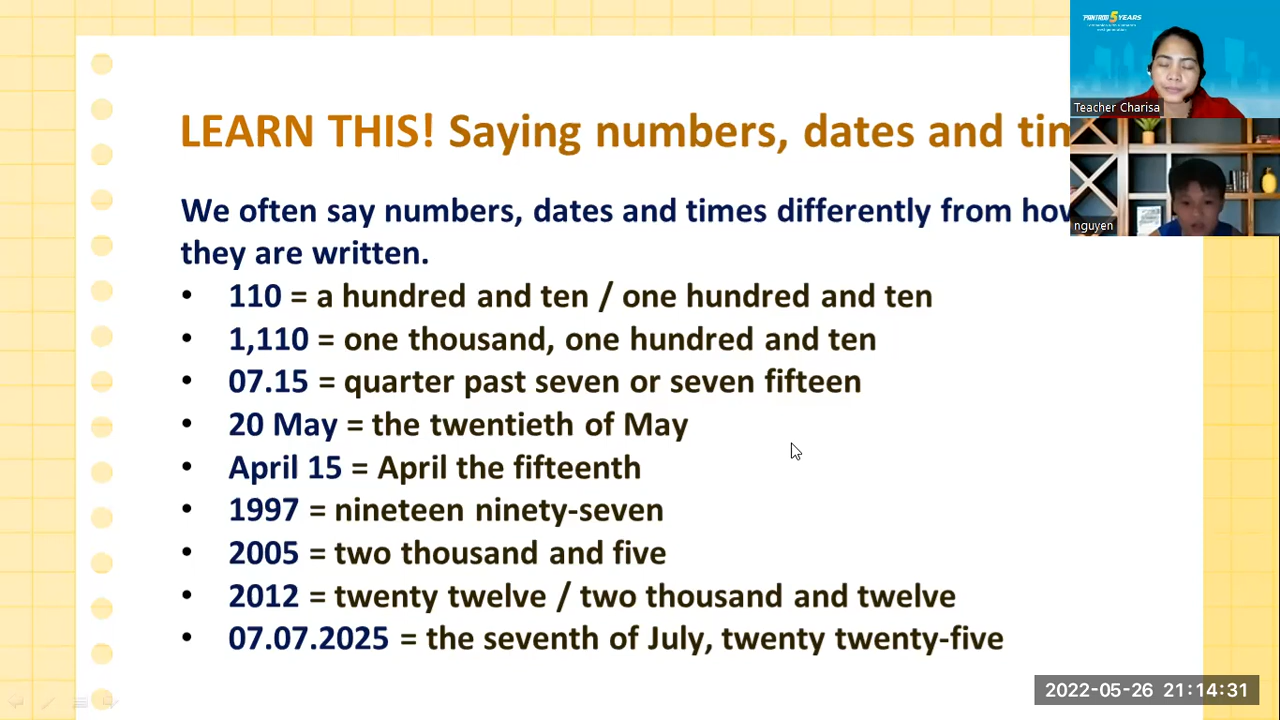 PANTADO 5 YEARS
Teacher Charisa
nguyen
LEARN THIS! Saying numbers, dates and tim
We often say numbers, dates and times differently from how
they are written.
• 110 = a hundred and ten / one hundred and ten
• 1,110 = one thousand, one hundred and ten
• 07.15 = quarter past seven or seven fifteen
• 20 May = the twentieth of May
• April 15 = April the fifteenth
• 1997 = nineteen ninety-seven
• 2005 = two thousand and five
• 2012 = twenty twelve / two thousand and twelve
• 07.07.2025 = the seventh of July, twenty twenty-five
2022-05-26 21:14:31